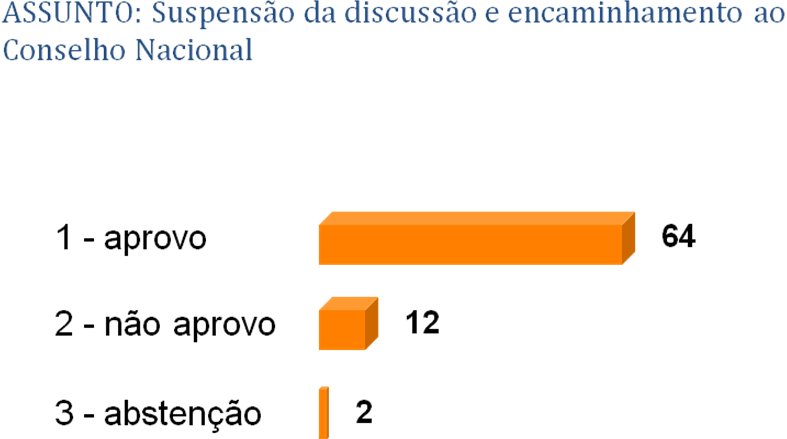 ASSUNTO: Suspensão da discussão e encaminhamento ao
Conselho Nacional
1 - aprovo 64
2 - não aprovo 12
3 - abstenção 2